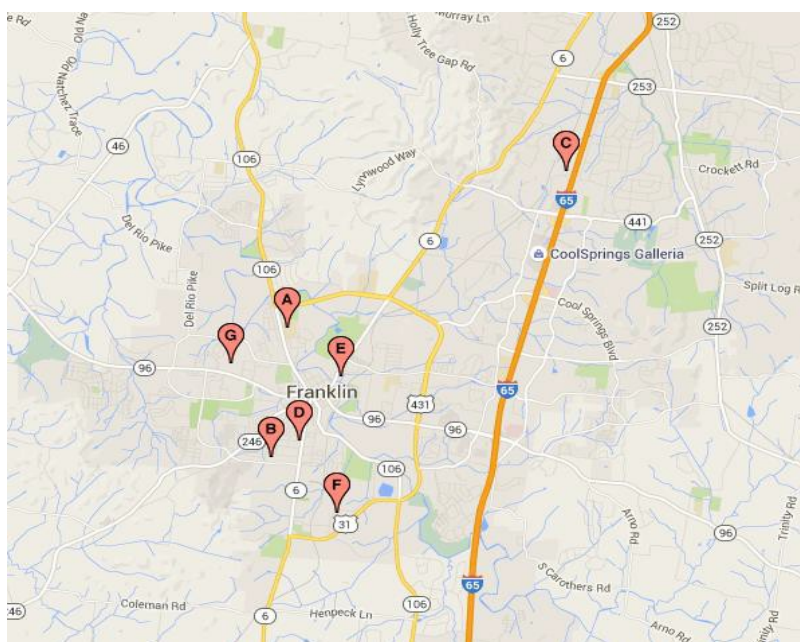 Murray Ln
252
Old Natchez Trace
Holly Tree Gap Rd
6
253
46
106
C
Crockett Rd
Lynnwood Way
65
Del Rio Pike
441
6
252
CoolSprings Galleria
106
Split Log R
Del Rio Pike
A
Cool Springs Blvd
252
G
E
96
65
Franklin
431
D
96
96
B
246
106
6
F
31
96
Arno Rd
Trinity Rd
S Carothers Rd
65
246
Coleman Rd
6
Henpeck Ln
106
Arno Rd
Trinity Rd